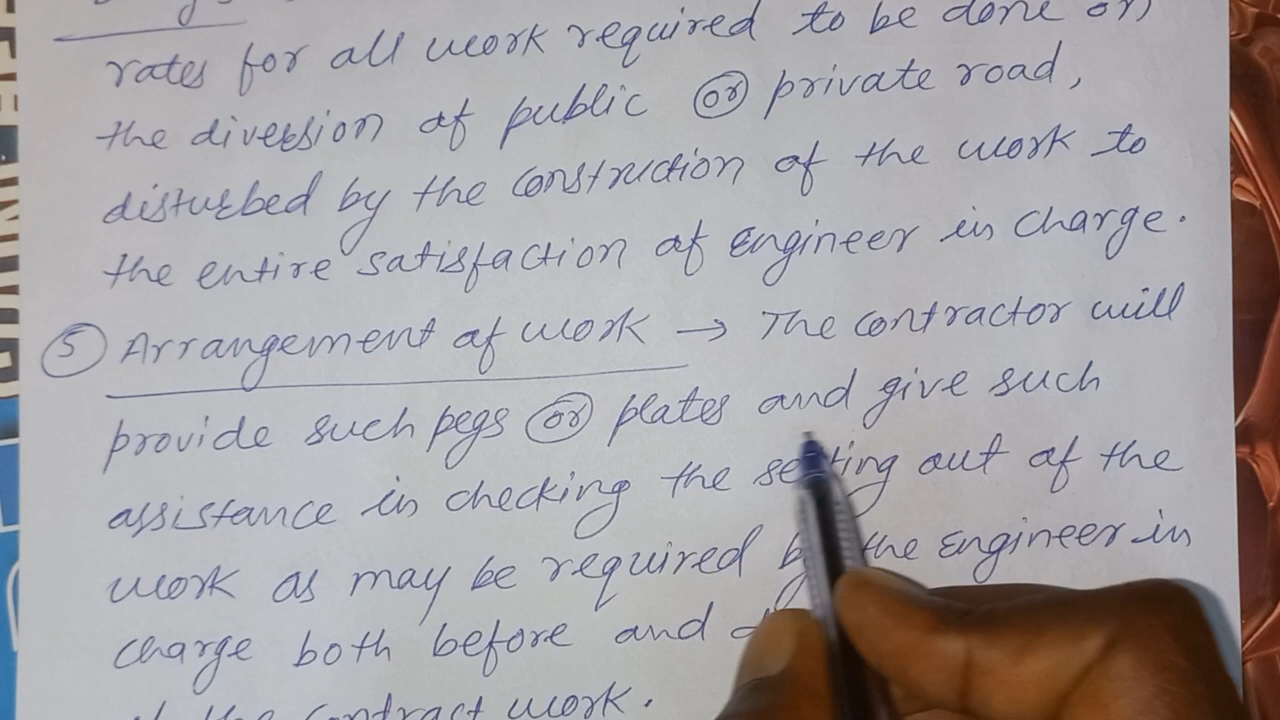 rates for all work required to be done on
the diversion of public or private road,
disturbed by the construction of the work to
the entire satisfaction of Engineer in charge.
5 Arrangement of work → The contractor will
provide such pegs or plates and give such
assistance in checking the setting out of the
work as may be required by the Engineer in
charge both before and
the contract work.